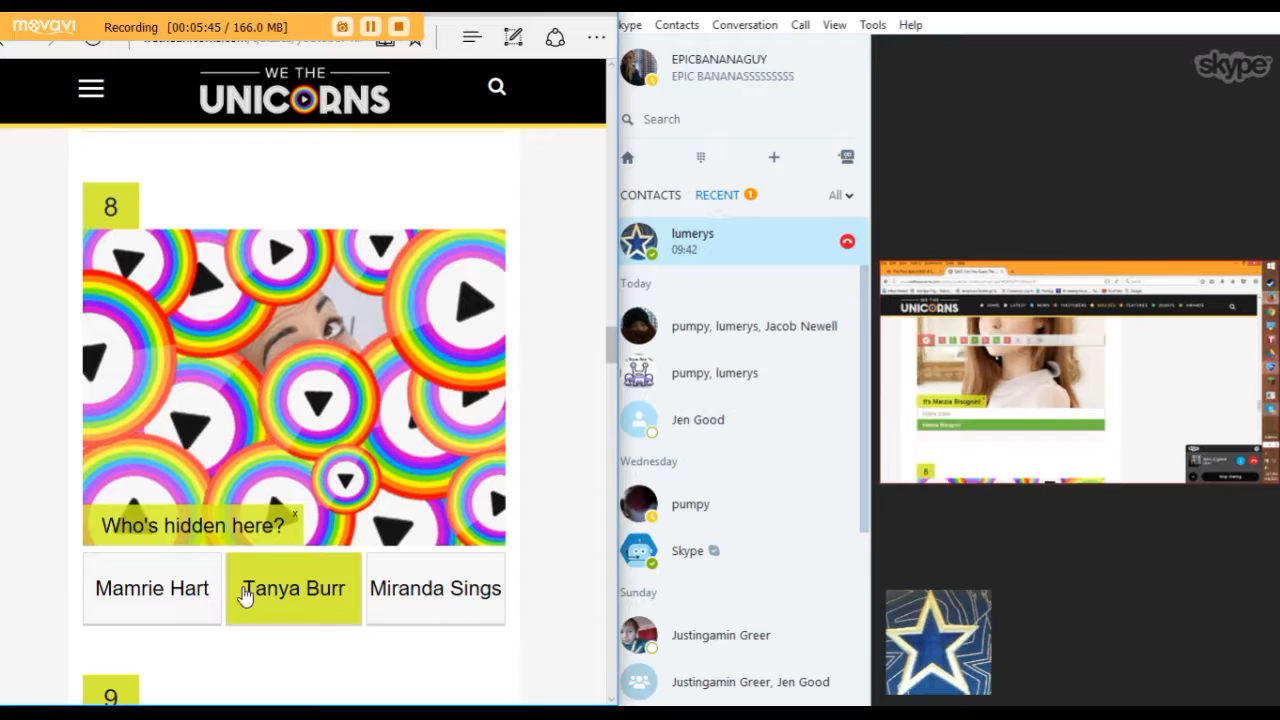 movavi
Recording [00:05:45 / 166.0 MB]
Contacts Conversation Call View Tools Help
WE THE
UNICORNS
8
Who's hidden here? x
Mamrie Hart
Tanya Burr
Miranda Sings
9
EPICBANANAGUY
EPIC BANANASSSSSSSS
Search
CONTACTS RECENT 1 All
lumerys
09:42
Today
pumpy, lumerys, Jacob Newell
pumpy, lumerys
Jen Good
Wednesday
pumpy
Skype
Sunday
Justingamin Greer
Justingamin Greer, Jen Good
skype
UNICORNS
It's Marzia Bisognin!
8